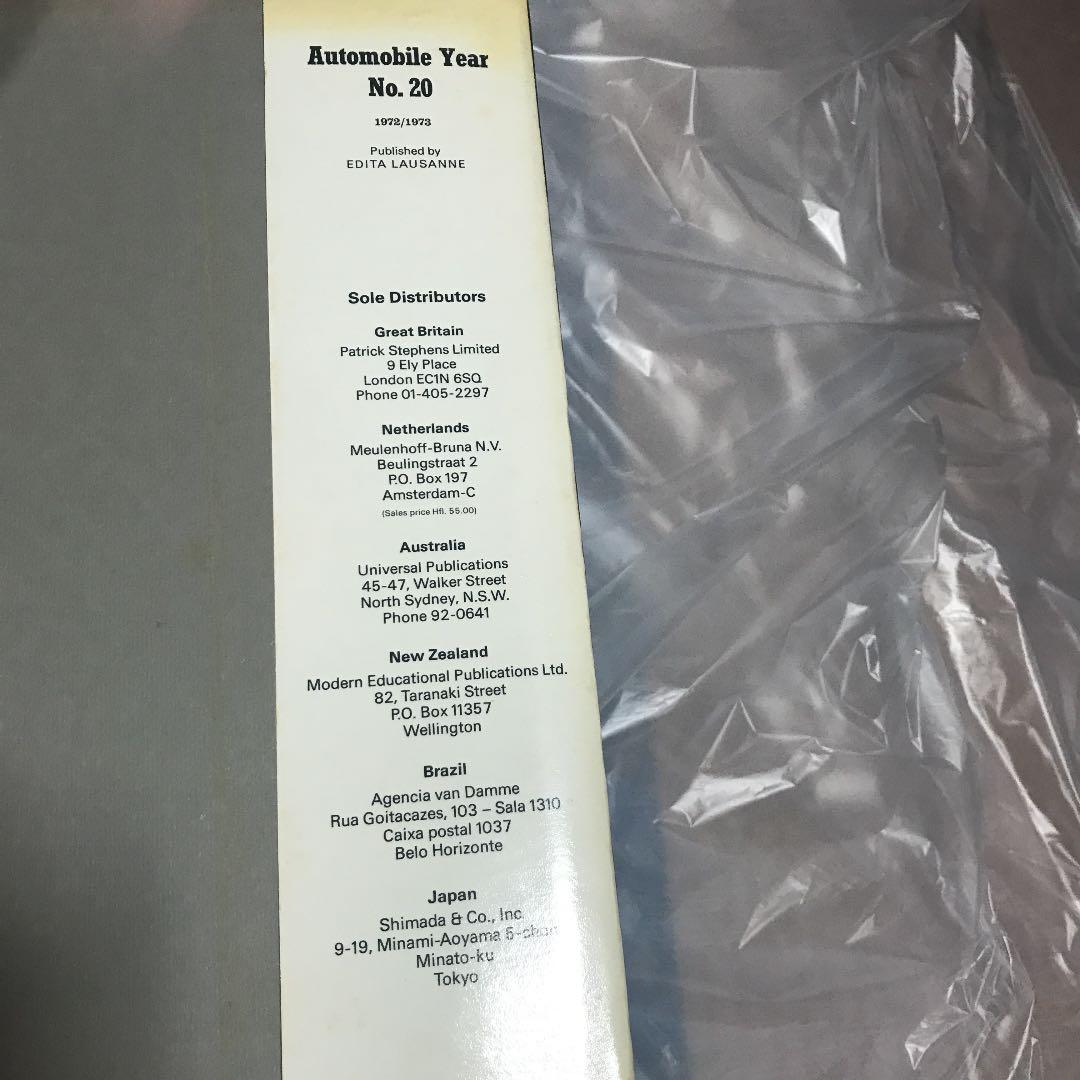 Automobile Year
No. 20
1972/1973
Published by
EDITA LAUSANNE
Sole Distributors
Great Britain
Patrick Stephens Limited
9 Ely Place
London EC1N 6SQ
Phone 01-405-2297
Netherlands
Meulenhoff-Bruna N.V.
Beulingstraat 2
P.O. Box 197
Amsterdam-C
(Sales price Hfl. 55.00)
Australia
Universal Publications
45-47, Walker Street
North Sydney, N.S.W.
Phone 92-0641
New Zealand
Modern Educational Publications Ltd.
82, Taranaki Street
P.O. Box 11357
Wellington
Brazil
Agencia van Damme
Rua Goitacazes, 103 – Sala 1310
Caixa postal 1037
Belo Horizonte
Japan
Shimada & Co., Inc
9-19, Minami-Aoyama
Minato-ku
Tokyo